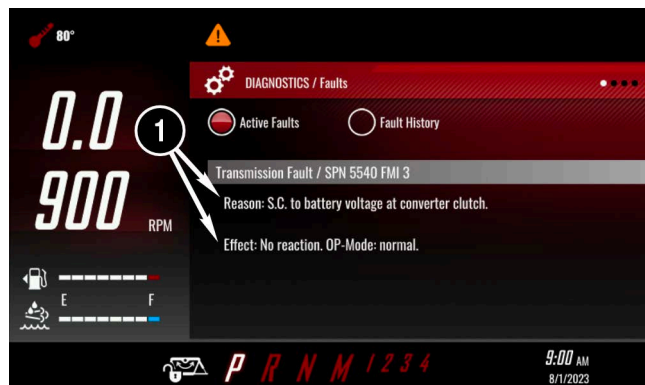 80°
DIAGNOSTICS / Faults
0.0
Active Faults
Fault History
1
Transmission Fault / SPN 5540 FMI 3
900 RPM
Reason: S.C. to battery voltage at converter clutch.
Effect: No reaction. OP-Mode: normal.
E F
P R N M 1 2 3 4
9:00 AM
8/1/2023